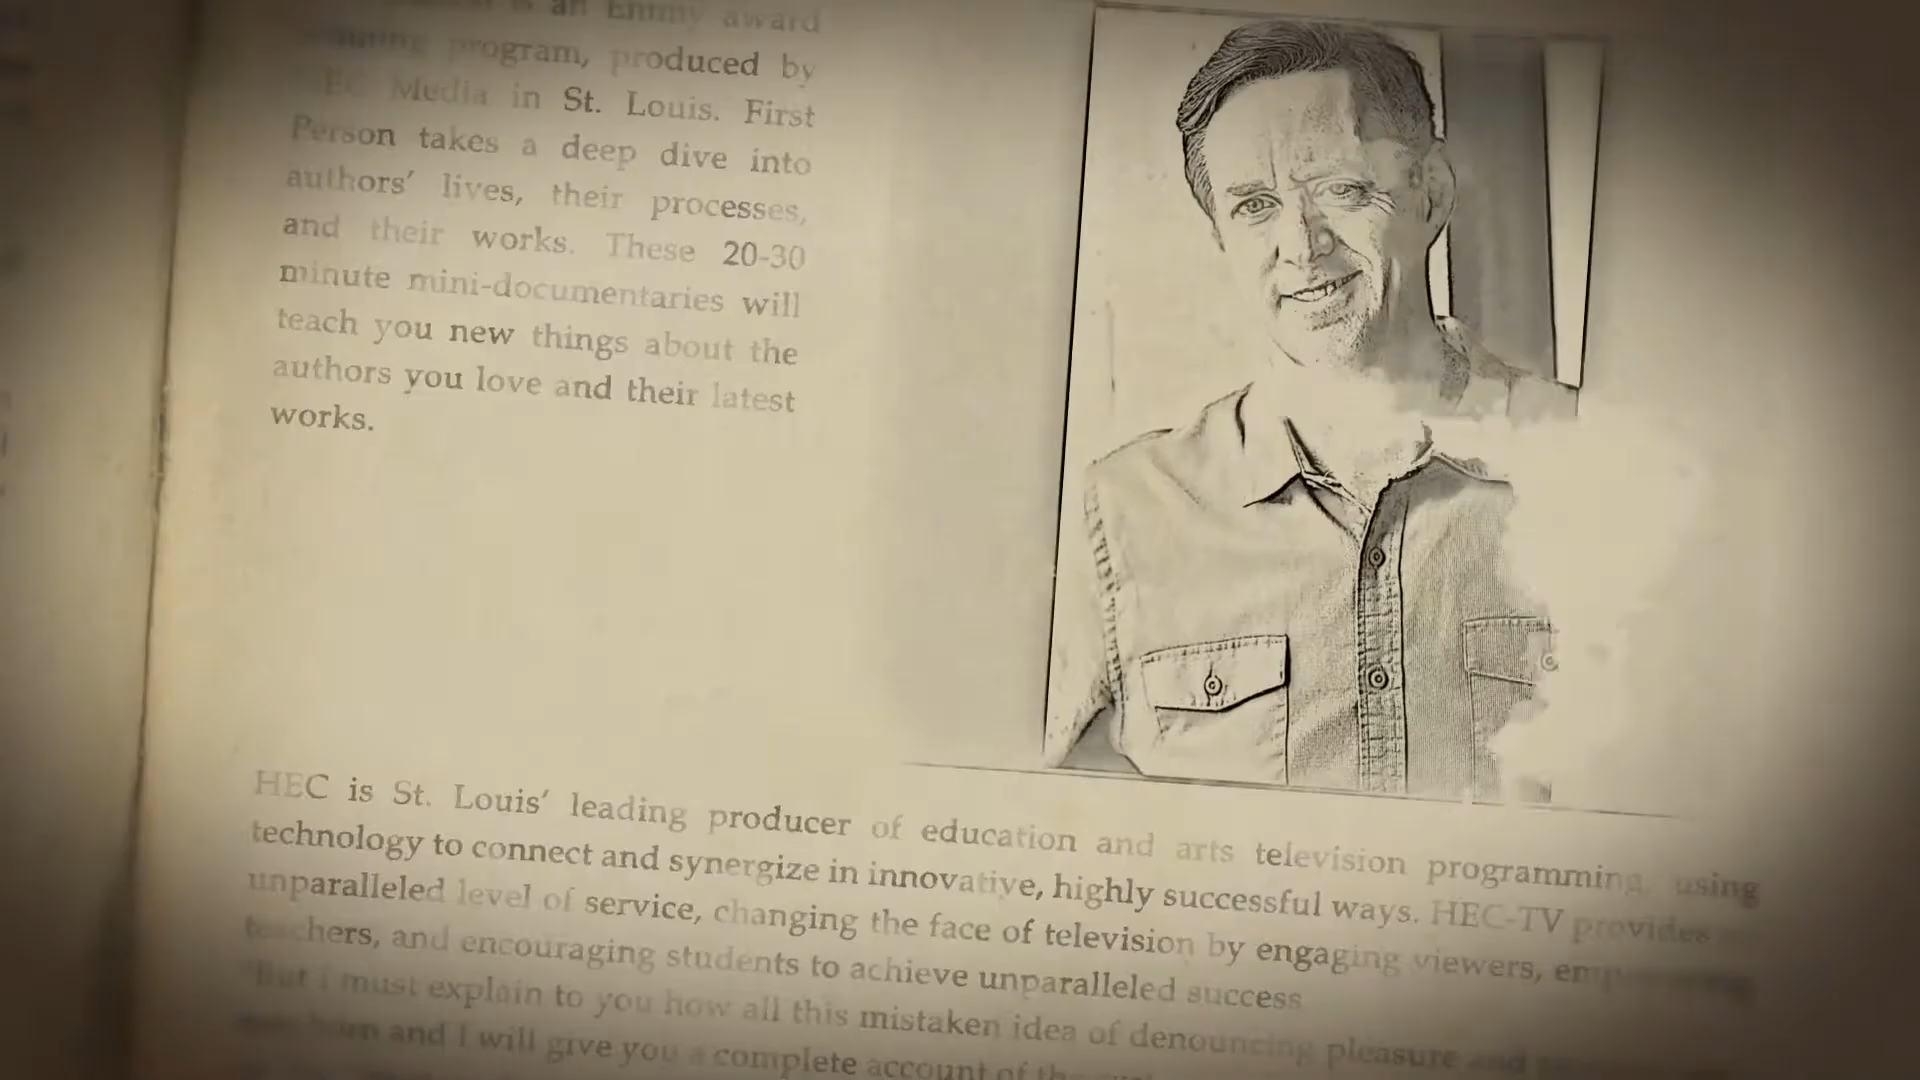 is an Emmy award
program, produced by
EC Media in St. Louis. First
Person takes a deep dive into
authors' lives, their processes,
and their works. These 20-30
minute mini-documentaries will
teach you new things about the
authors you love and their latest
works.
HEC is St. Louis' leading producer of education and arts television programming, using
technology to connect and synergize in innovative, highly successful ways. HEC-TV provides
unparalleled level of service, changing the face of television by engaging viewers,
teachers, and encouraging students to achieve unparalleled success
"But I must explain to you how all this mistaken idea of denouncing pleasure and
born and I will give you a complete account of the